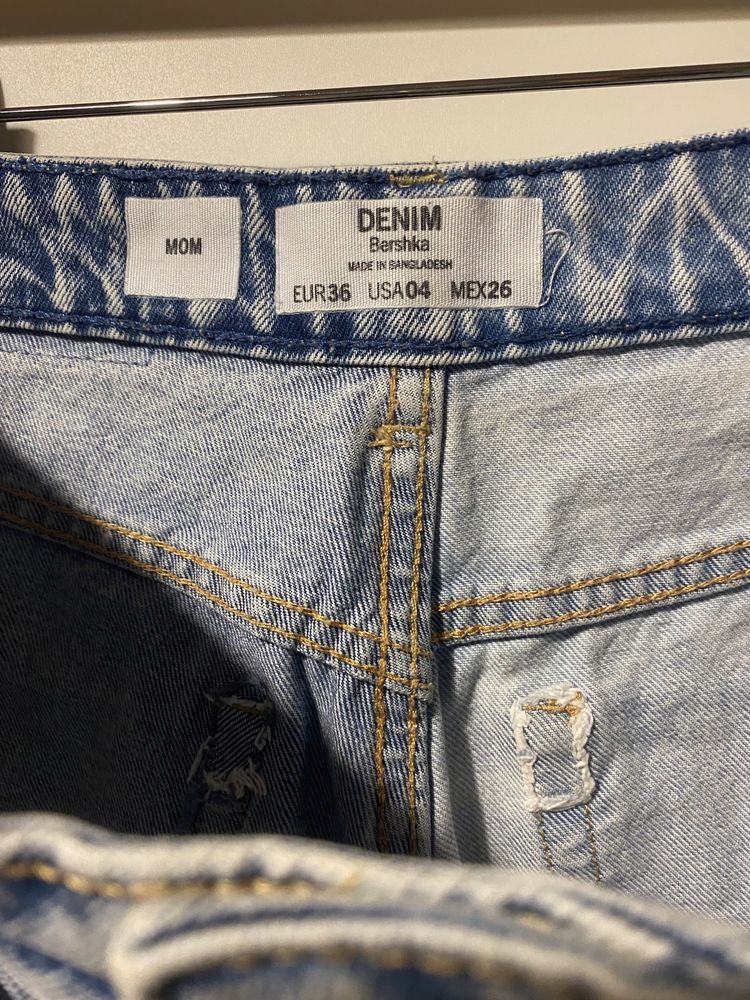 MOM
DENIM
Bershka
MADE IN BANGLADESH
EUR36 USA04 MEX26